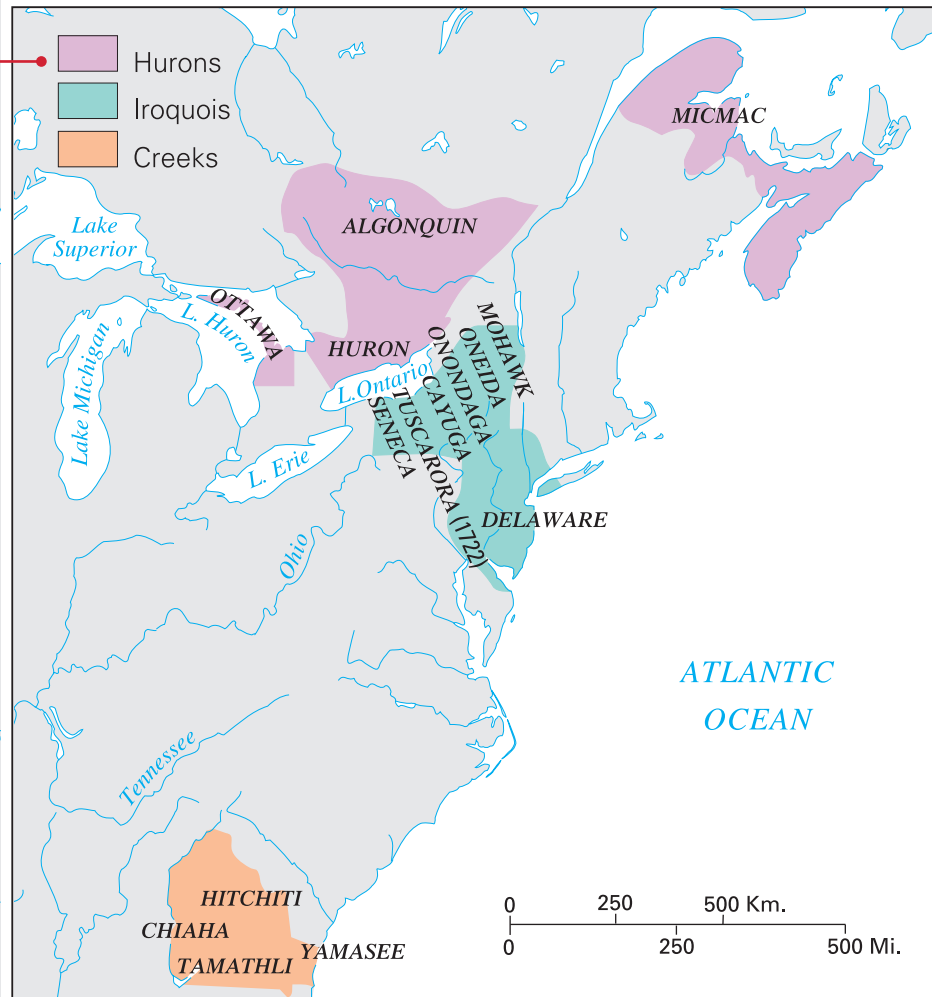 Hurons
Iroquois
Creeks
MICMAC
Lake
Superior
ALGONQUIN
OTTAWA
L. Huron
Lake Michigan
HURON
L.Ontario
MOHAWK
ONEIDA
ONONDAGA
CAYUGA
TUSCARORA (1722)
SENECA
L. Erie
DELAWARE
Ohio
ATLANTIC
OCEAN
Tennessee
HITCHITI
CHIAHA
YAMASEE
TAMATHLI
0 250 500 Km.
0 250 500 Mi.